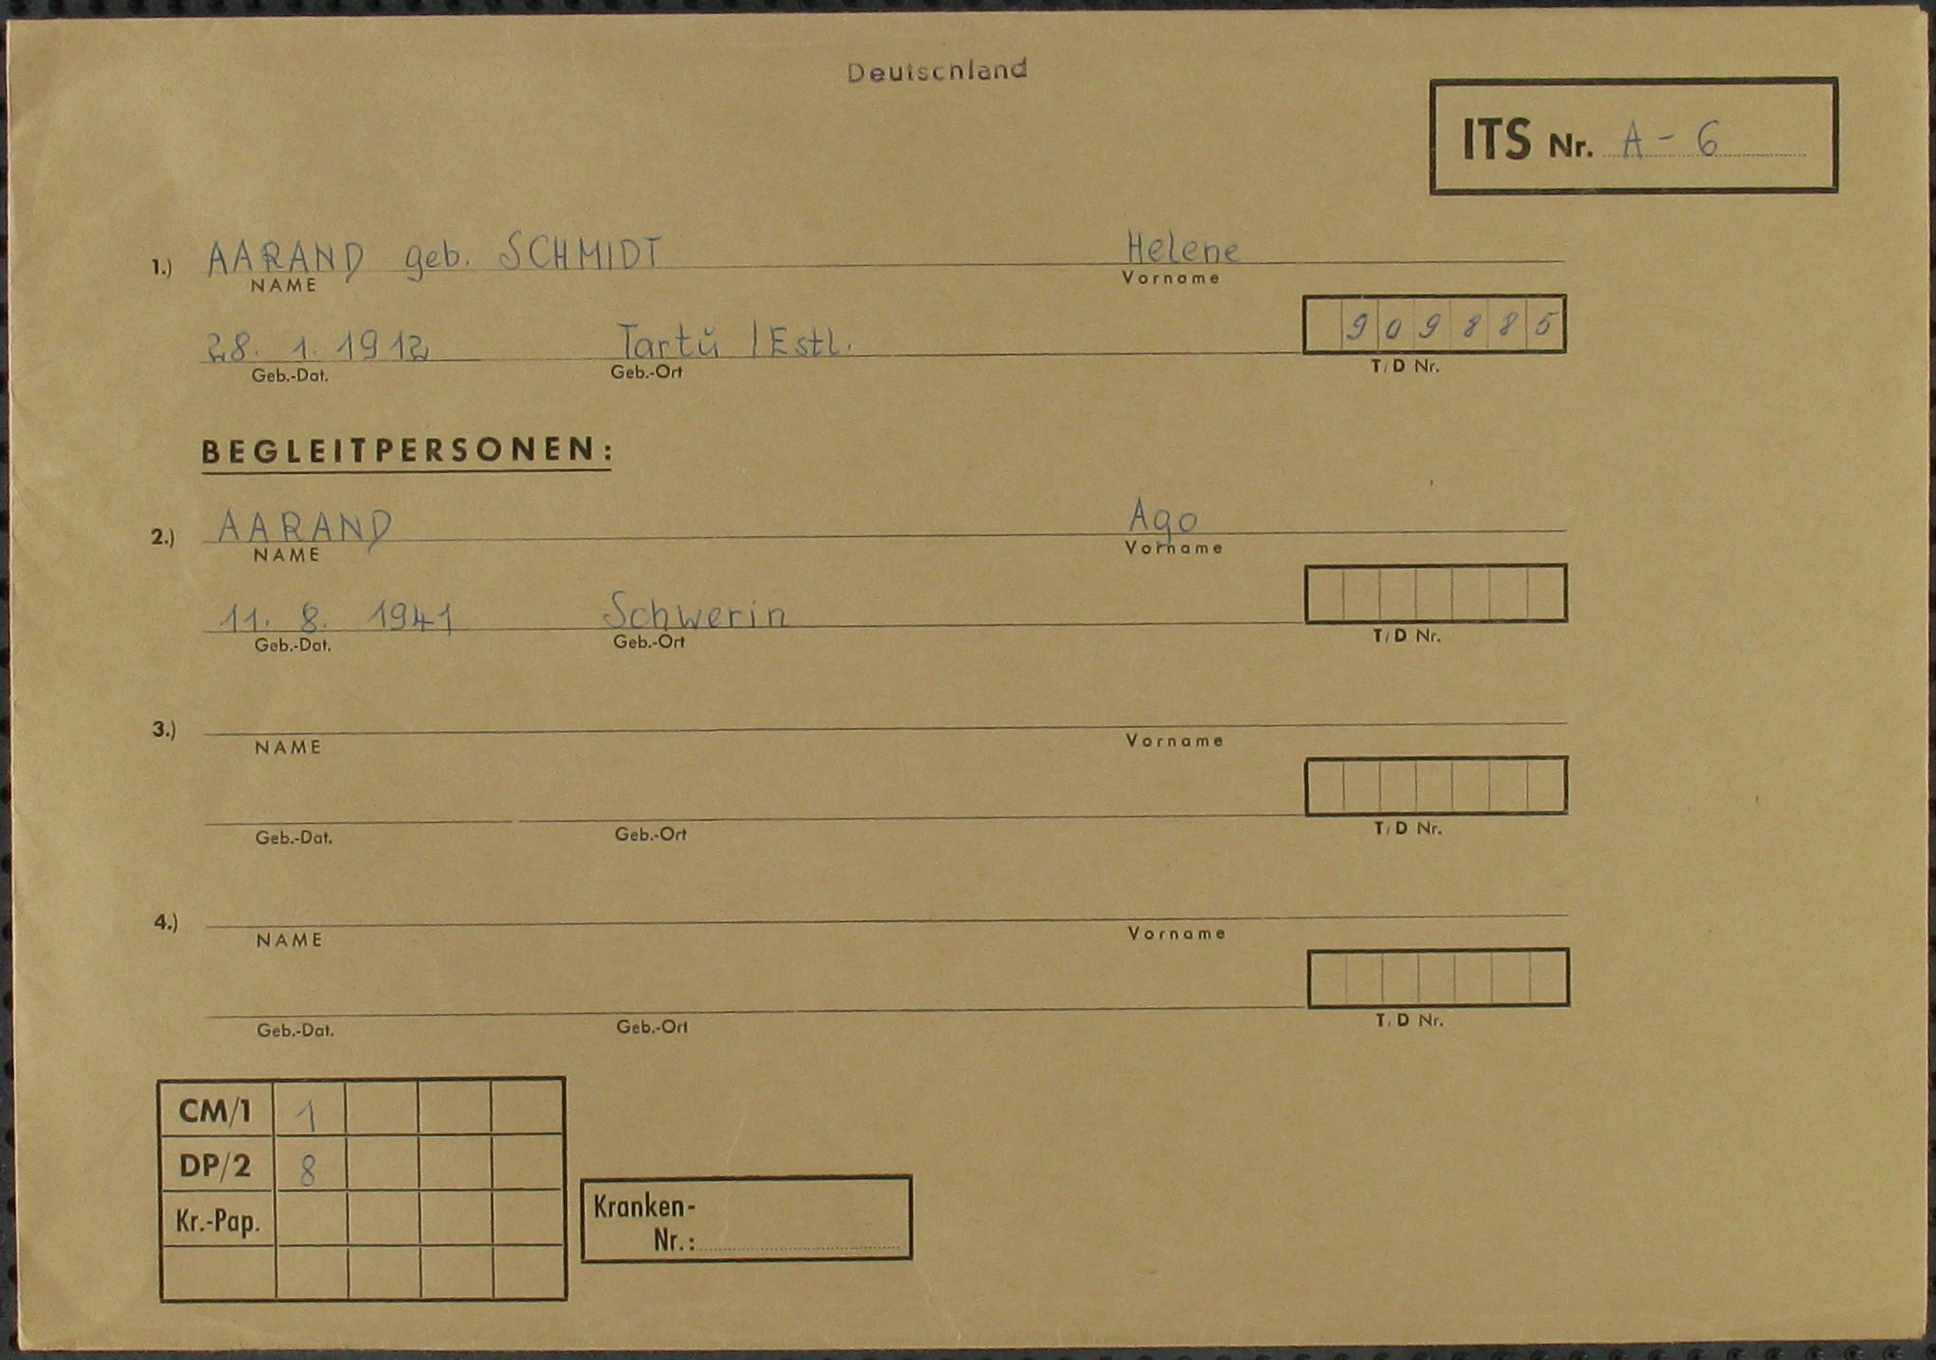 Deutschland
ITS Nr. A - 6
1.) AARAND geb. SCHMIDT Helene
NAME Vorname
28. 1. 1912 Tartŭ / Estl. 909885
Geb.-Dat. Geb.-Ort T/D Nr.
BEGLEITPERSONEN:
2.) AARAND Ago
NAME Vorname
11. 8. 1941 Schwerin
Geb.-Dat. Geb.-Ort T/D Nr.
3.)
NAME Vorname
Geb.-Dat. Geb.-Ort T/D Nr.
4.)
NAME Vorname
Geb.-Dat. Geb.-Ort T/D Nr.
CM/1 1
DP/2 8
Kr.-Pap.
Kranken-
Nr.: